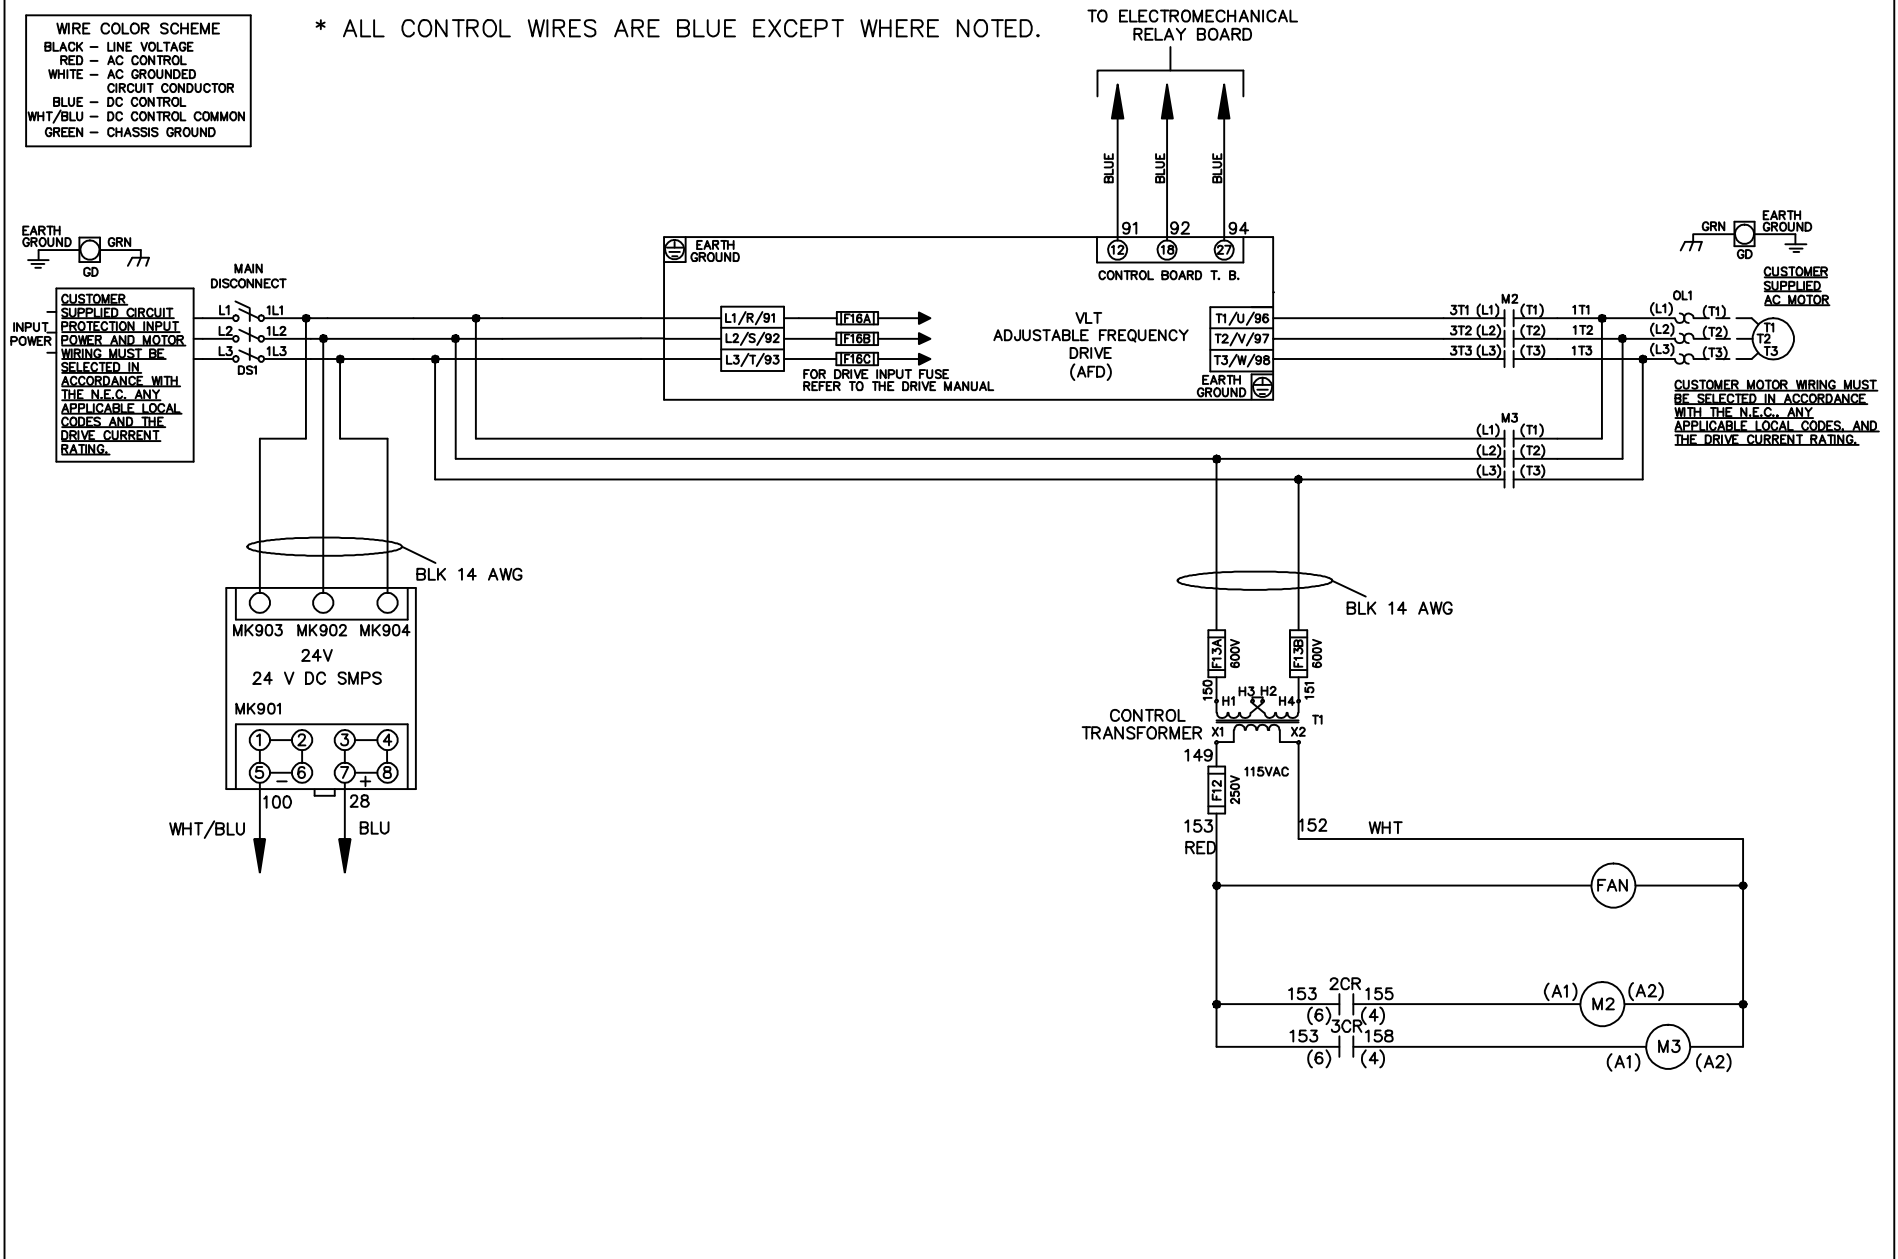 WIRE COLOR SCHEME
BLACK – LINE VOLTAGE
RED – AC CONTROL
WHITE – AC GROUNDED
CIRCUIT CONDUCTOR
BLUE – DC CONTROL
WHT/BLU – DC CONTROL COMMON
GREEN – CHASSIS GROUND
* ALL CONTROL WIRES ARE BLUE EXCEPT WHERE NOTED.
TO ELECTROMECHANICAL
RELAY BOARD
BLUE
BLUE
BLUE
91
92
94
12
18
27
CONTROL BOARD T. B.
EARTH
GROUND
GRN
GD
MAIN
DISCONNECT
INPUT
POWER
CUSTOMER
SUPPLIED CIRCUIT
PROTECTION INPUT
POWER AND MOTOR
WIRING MUST BE
SELECTED IN
ACCORDANCE WITH
THE N.E.C. ANY
APPLICABLE LOCAL
CODES AND THE
DRIVE CURRENT
RATING.
L1 1L1
L2 1L2
L3 1L3
DS1
EARTH
GROUND
L1/R/91
L2/S/92
L3/T/93
F16A
F16B
F16C
FOR DRIVE INPUT FUSE
REFER TO THE DRIVE MANUAL
VLT
ADJUSTABLE FREQUENCY
DRIVE
(AFD)
T1/U/96
T2/V/97
T3/W/98
EARTH
GROUND
M2
3T1 (L1) (T1) 1T1
3T2 (L2) (T2) 1T2
3T3 (L3) (T3) 1T3
M3
(L1) (T1)
(L2) (T2)
(L3) (T3)
OL1
(L1) (T1)
(L2) (T2)
(L3) (T3)
T1
T2
T3
GRN
GD
EARTH
GROUND
CUSTOMER
SUPPLIED
AC MOTOR
CUSTOMER MOTOR WIRING MUST
BE SELECTED IN ACCORDANCE
WITH THE N.E.C., ANY
APPLICABLE LOCAL CODES, AND
THE DRIVE CURRENT RATING.
BLK 14 AWG
MK903 MK902 MK904
24V
24 V DC SMPS
MK901
1 2 3 4
5 – 6 7 + 8
100
28
WHT/BLU
BLU
BLK 14 AWG
F13A
600V
F13B
600V
150
151
H1 H3 H2 H4
T1
CONTROL
TRANSFORMER
X1
X2
149
115VAC
F12
250V
153
RED
152
WHT
FAN
2CR
153 155
(6) (4)
(A1) M2 (A2)
3CR
153 158
(6) (4)
(A1) M3 (A2)